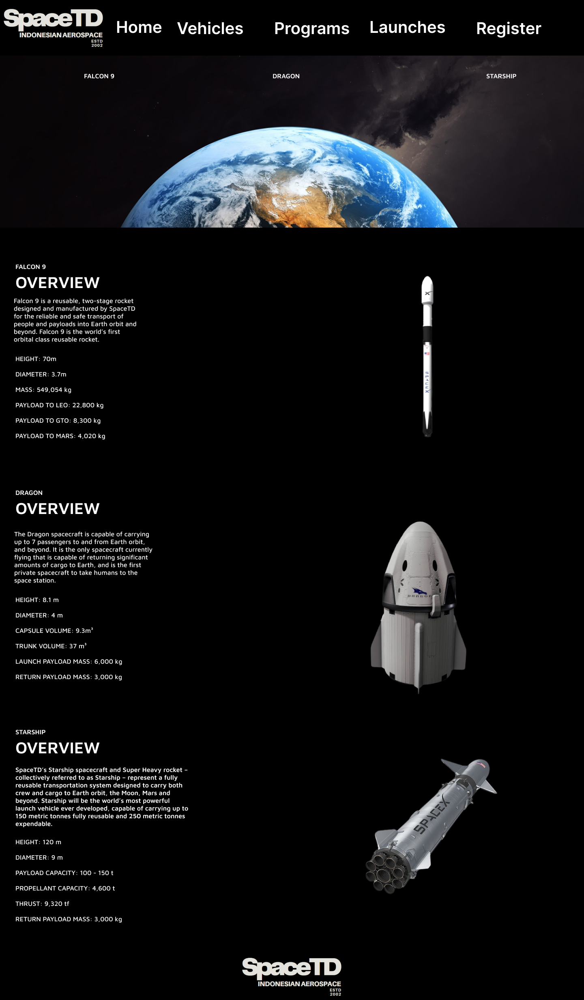 SpaceTD
INDONESIAN AEROSPACE
ESTD
2002
Home Vehicles Programs Launches Register
FALCON 9 DRAGON STARSHIP
FALCON 9
OVERVIEW
Falcon 9 is a reusable, two-stage rocket
designed and manufactured by SpaceTD
for the reliable and safe transport of
people and payloads into Earth orbit and
beyond. Falcon 9 is the world’s first
orbital class reusable rocket.
HEIGHT: 70m
DIAMETER: 3.7m
MASS: 549,054 kg
PAYLOAD TO LEO: 22,800 kg
PAYLOAD TO GTO: 8,300 kg
PAYLOAD TO MARS: 4,020 kg
X
SPACEX
DRAGON
OVERVIEW
The Dragon spacecraft is capable of carrying
up to 7 passengers to and from Earth orbit,
and beyond. It is the only spacecraft currently
flying that is capable of returning significant
amounts of cargo to Earth, and is the first
private spacecraft to take humans to the
space station.
HEIGHT: 8.1 m
DIAMETER: 4 m
CAPSULE VOLUME: 9.3m³
TRUNK VOLUME: 37 m³
LAUNCH PAYLOAD MASS: 6,000 kg
RETURN PAYLOAD MASS: 3,000 kg
DRAGON
STARSHIP
OVERVIEW
SpaceTD’s Starship spacecraft and Super Heavy rocket –
collectively referred to as Starship – represent a fully
reusable transportation system designed to carry both
crew and cargo to Earth orbit, the Moon, Mars and
beyond. Starship will be the world’s most powerful
launch vehicle ever developed, capable of carrying up to
150 metric tonnes fully reusable and 250 metric tonnes
expendable.
HEIGHT: 120 m
DIAMETER: 9 m
PAYLOAD CAPACITY: 100 - 150 t
PROPELLANT CAPACITY: 4,600 t
THRUST: 9,320 tf
RETURN PAYLOAD MASS: 3,000 kg
SPACEX
SpaceTD
INDONESIAN AEROSPACE
ESTD
2002